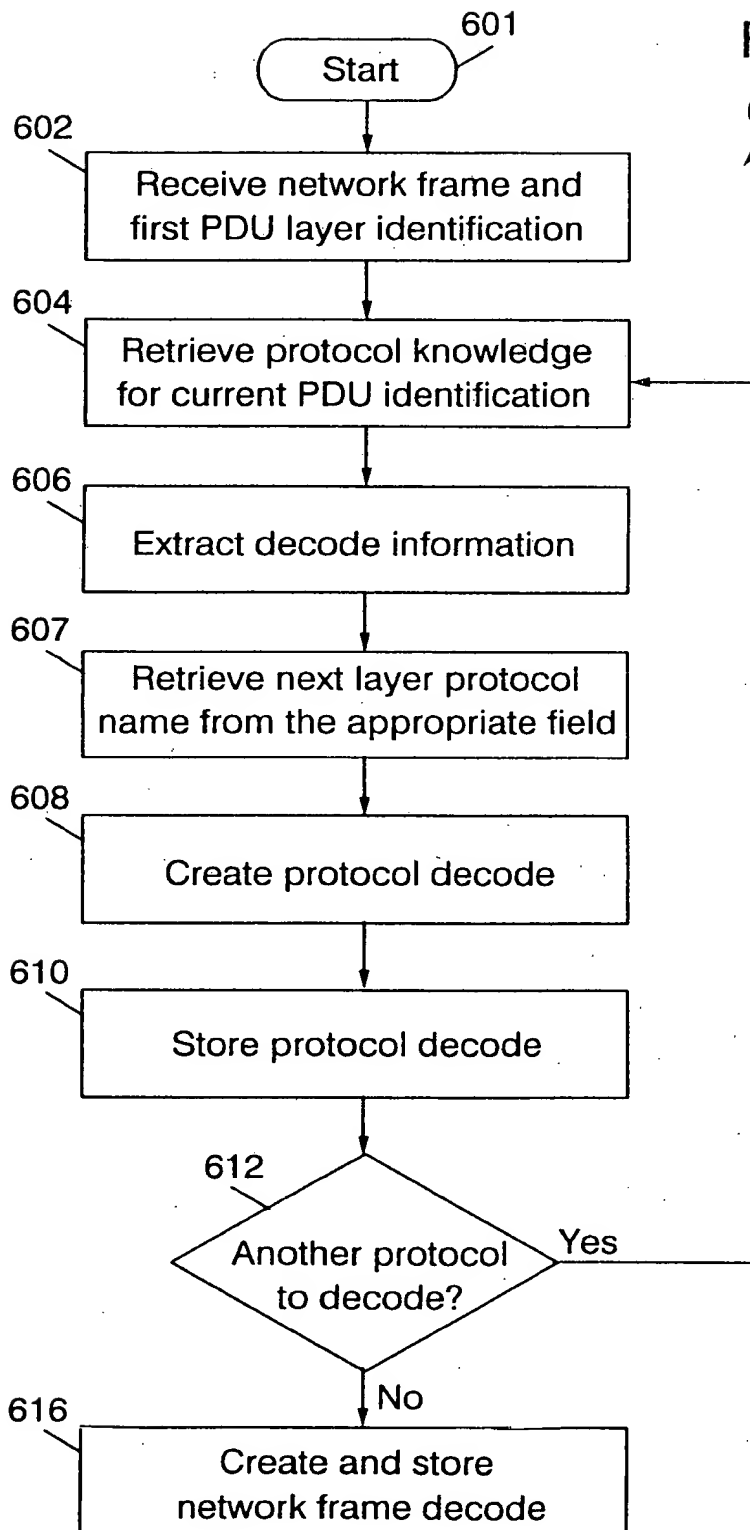 601
Start
602
Receive network frame and
first PDU layer identification
604
Retrieve protocol knowledge
for current PDU identification
606
Extract decode information
607
Retrieve next layer protocol
name from the appropriate field
608
Create protocol decode
610
Store protocol decode
612
Another protocol
to decode?
Yes
No
616
Create and store
network frame decode